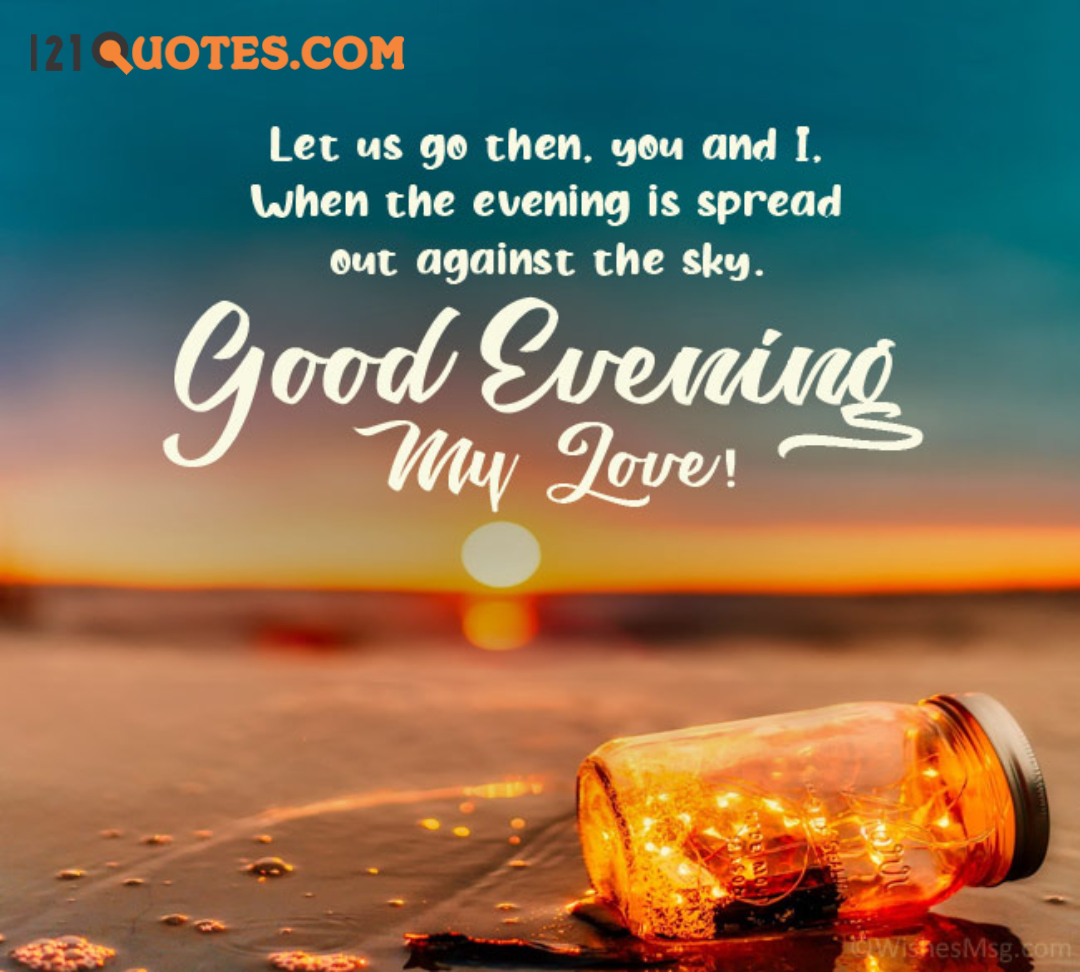 121QUOTES.COM
Let us go then, you and I,
When the evening is spread
out against the sky.
Good Evening
My Love!
©WishesMsg.com